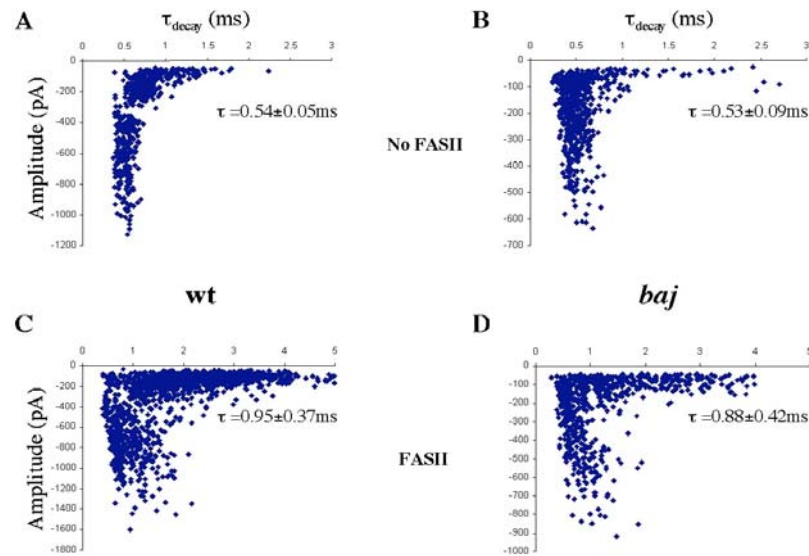 A
τdecay (ms)
0 0.5 1 1.5 2 2.5 3
0
-200
-400
-600
-800
-1000
-1200
Amplitude (pA)
τ =0.54±0.05ms
B
τdecay (ms)
0 0.5 1 1.5 2 2.5 3
0
-100
-200
-300
-400
-500
-600
-700
τ =0.53±0.09ms
No FASII
wt
baj
C
0 1 2 3 4 5
0
-200
-400
-600
-800
-1000
-1200
-1400
-1600
-1800
Amplitude (pA)
τ =0.95±0.37ms
D
0 1 2 3 4 5
0
-100
-200
-300
-400
-500
-600
-700
-800
-900
-1000
τ =0.88±0.42ms
FASII